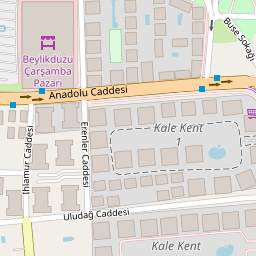 Buse Sokağı
Beylikdüzü
Çarşamba
Pazarı
Anadolu Caddesi
Kale Kent
1
Ihlamur Caddesi
Erenler Caddesi
Uludağ Caddesi
Kale Kent